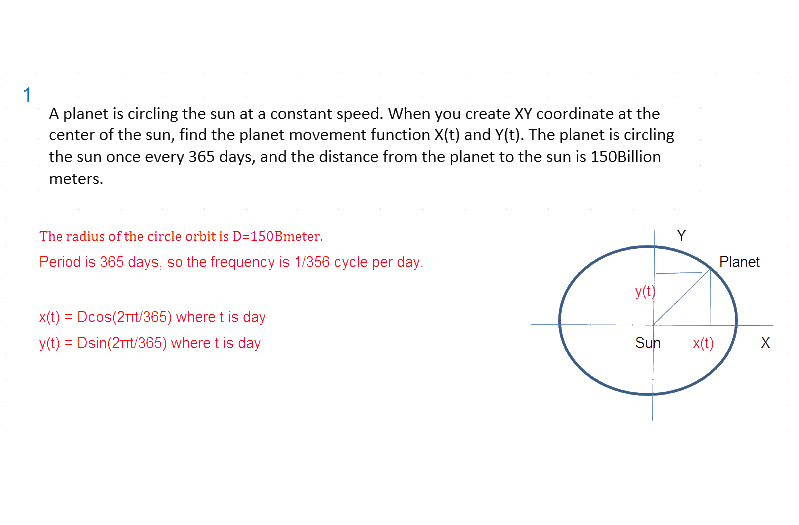 1
A planet is circling the sun at a constant speed. When you create XY coordinate at the
center of the sun, find the planet movement function X(t) and Y(t). The planet is circling
the sun once every 365 days, and the distance from the planet to the sun is 150Billion
meters.
The radius of the circle orbit is D=150Bmeter.
Period is 365 days, so the frequency is 1/356 cycle per day.
x(t) = Dcos(2πt/365) where t is day
y(t) = Dsin(2πt/365) where t is day
Y
Planet
y(t)
Sun
x(t)
X